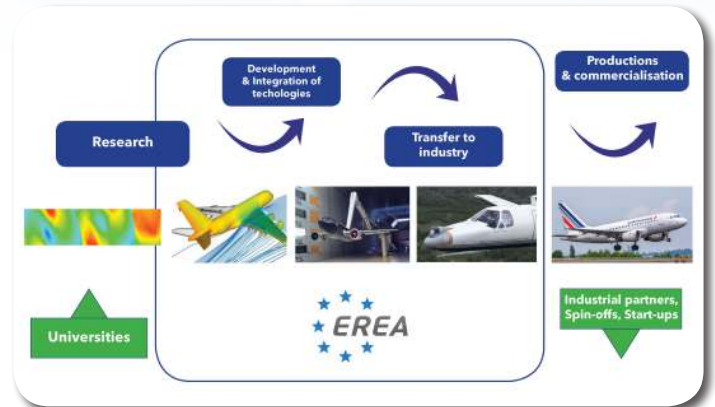 Development
& Integration of
techologies
Productions
& commercialisation
Research
Transfer to
industry
EREA
Universities
Industrial partners,
Spin-offs, Start-ups